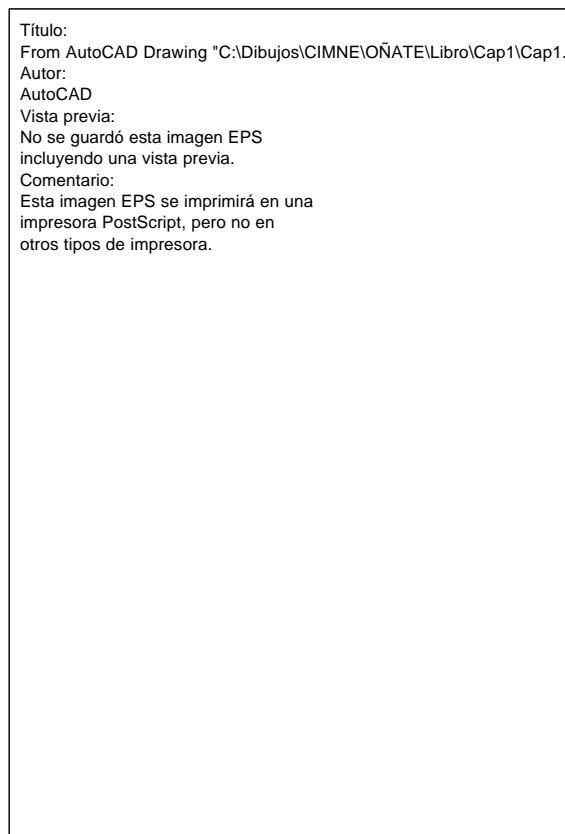 Título:
From AutoCAD Drawing "C:\Dibujos\CIMNE\OÑATE\Libro\Cap1\Cap1.
Autor:
AutoCAD
Vista previa:
No se guardó esta imagen EPS
incluyendo una vista previa.
Comentario:
Esta imagen EPS se imprimirá en una
impresora PostScript, pero no en
otros tipos de impresora.